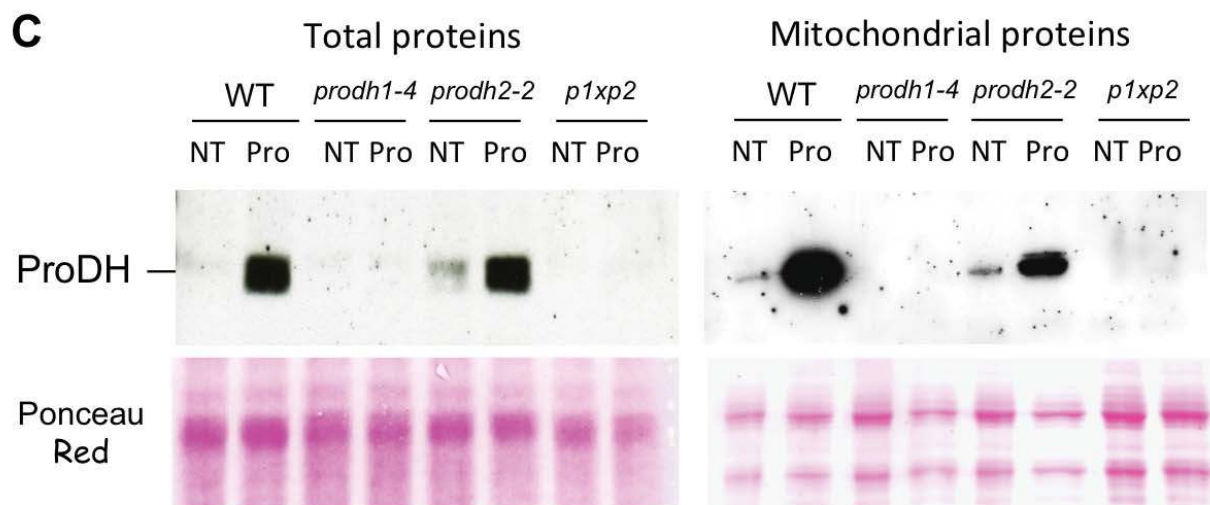 C
Total proteins
Mitochondrial proteins
WT prodh1-4 prodh2-2 p1xp2
WT prodh1-4 prodh2-2 p1xp2
NT Pro NT Pro NT Pro NT Pro
NT Pro NT Pro NT Pro NT Pro
ProDH
Ponceau
Red